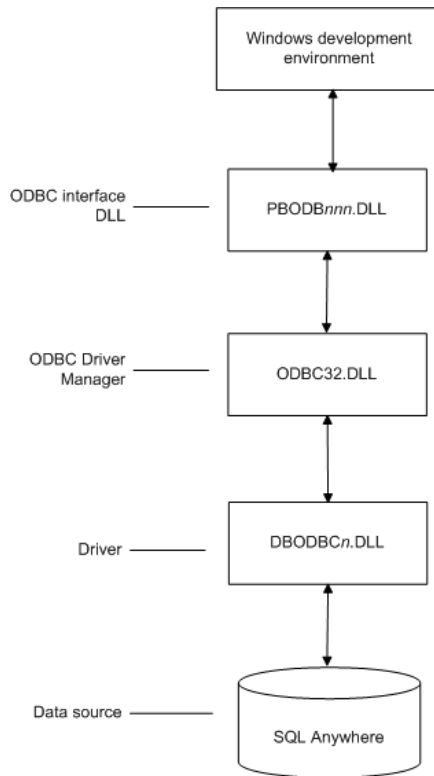 Windows development
environment
ODBC interface
DLL
PBODBnnn.DLL
ODBC Driver
Manager
ODBC32.DLL
Driver
DBODBCn.DLL
Data source
SQL Anywhere